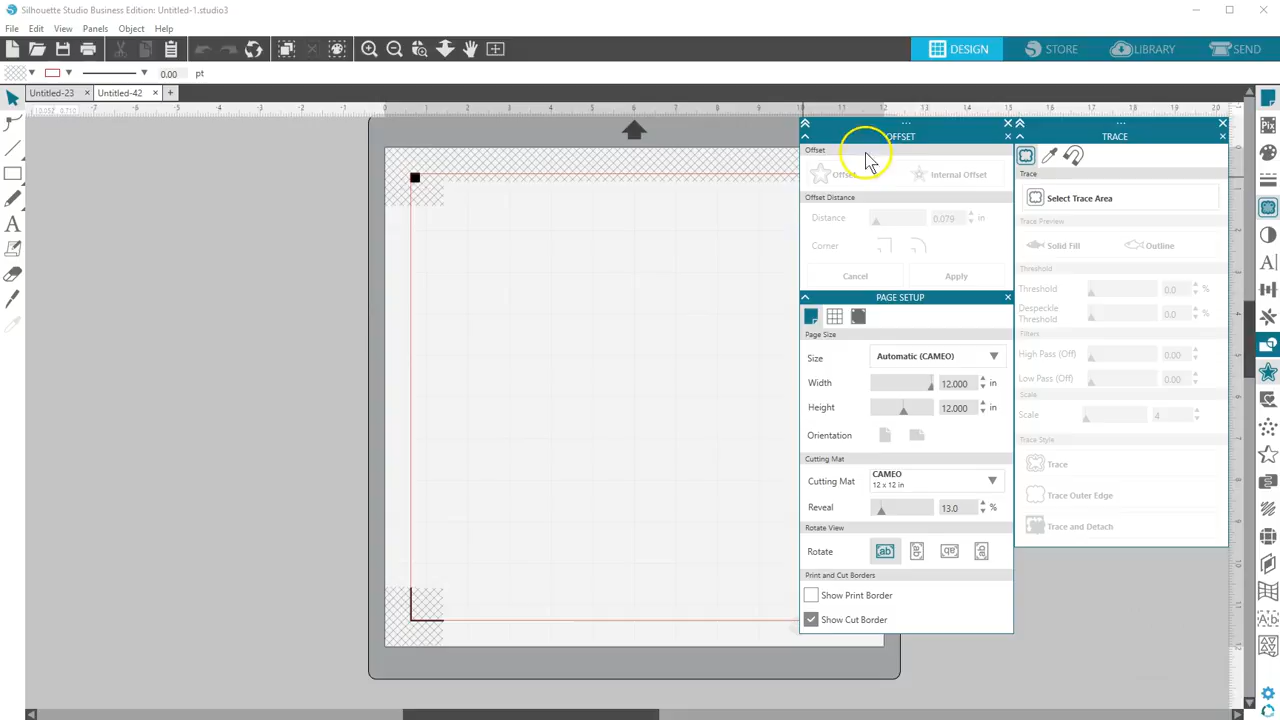 Silhouette Studio Business Edition: Untitled-1.studio3
File Edit View Panels Object Help
DESIGN STORE LIBRARY SEND
0.00 pt
Untitled-23 Untitled-42
OFFSET
Offset
Offset Internal Offset
Offset Distance
Distance 0.079 in
Corner
Cancel Apply
PAGE SETUP
Page Size
Size Automatic (CAMEO)
Width 12.000 in
Height 12.000 in
Orientation
Cutting Mat
Cutting Mat CAMEO
12 x 12 in
Reveal 13.0 %
Rotate View
Rotate
Print and Cut Borders
Show Print Border
Show Cut Border
TRACE
Trace
Select Trace Area
Trace Preview
Solid Fill Outline
Threshold
Threshold 0.0 %
Despeckle
Threshold 0.0 %
Filters
High Pass (Off) 0.00
Low Pass (Off) 0.00
Scale
Scale 4
Trace Style
Trace
Trace Outer Edge
Trace and Detach